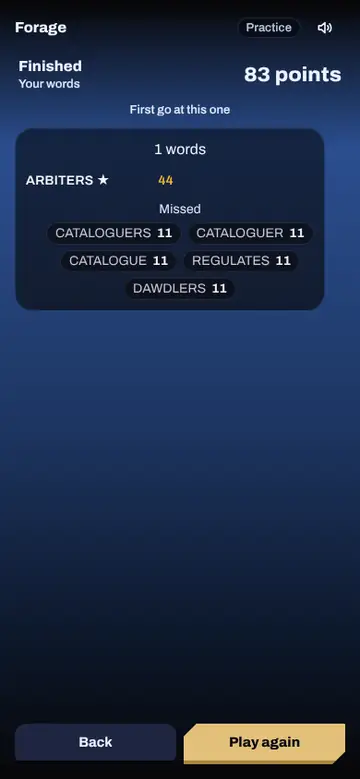 Forage
Practice
Finished
Your words
83 points
First go at this one
1 words
ARBITERS ★ 44
Missed
CATALOGUERS 11 CATALOGUER 11
CATALOGUE 11 REGULATES 11
DAWDLERS 11
Back
Play again